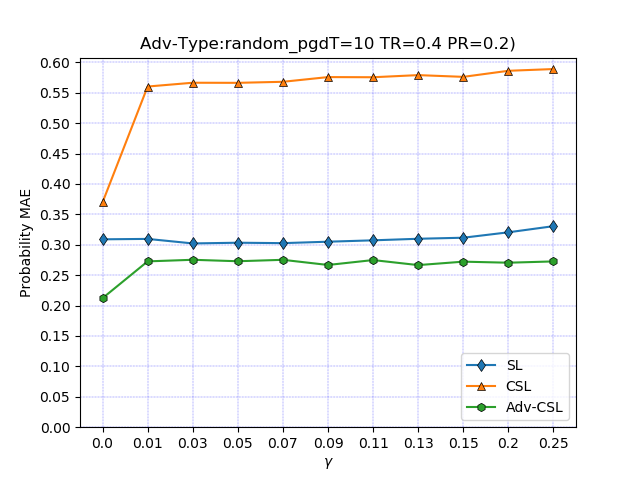 Adv-Type:random_pgdT=10 TR=0.4 PR=0.2)
Probability MAE
0.60
0.55
0.50
0.45
0.40
0.35
0.30
0.25
0.20
0.15
0.10
0.05
0.00
SL
CSL
Adv-CSL
0.0 0.01 0.03 0.05 0.07 0.09 0.11 0.13 0.15 0.2 0.25
γ